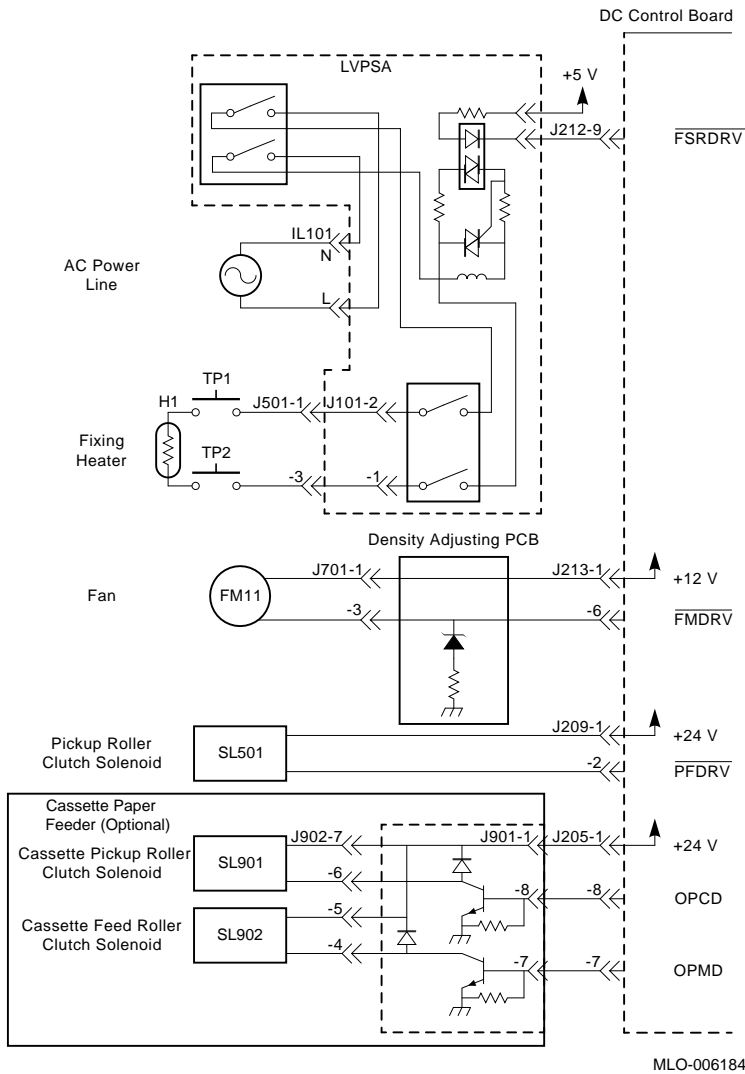 DC Control Board
LVPSA
+5 V
J212-9
FSRDRV
IL101
N
AC Power
Line
L
TP1
H1
J501-1
J101-2
Fixing
Heater
TP2
-3
-1
Density Adjusting PCB
J701-1
J213-1
+12 V
Fan
FM11
-3
-6
FMDRV
J209-1
+24 V
Pickup Roller
Clutch Solenoid
SL501
-2
PFDRV
Cassette Paper
Feeder (Optional)
J902-7
J901-1
J205-1
+24 V
Cassette Pickup Roller
Clutch Solenoid
SL901
-6
-8
-8
OPCD
-5
Cassette Feed Roller
Clutch Solenoid
SL902
-4
-7
-7
OPMD
MLO-006184